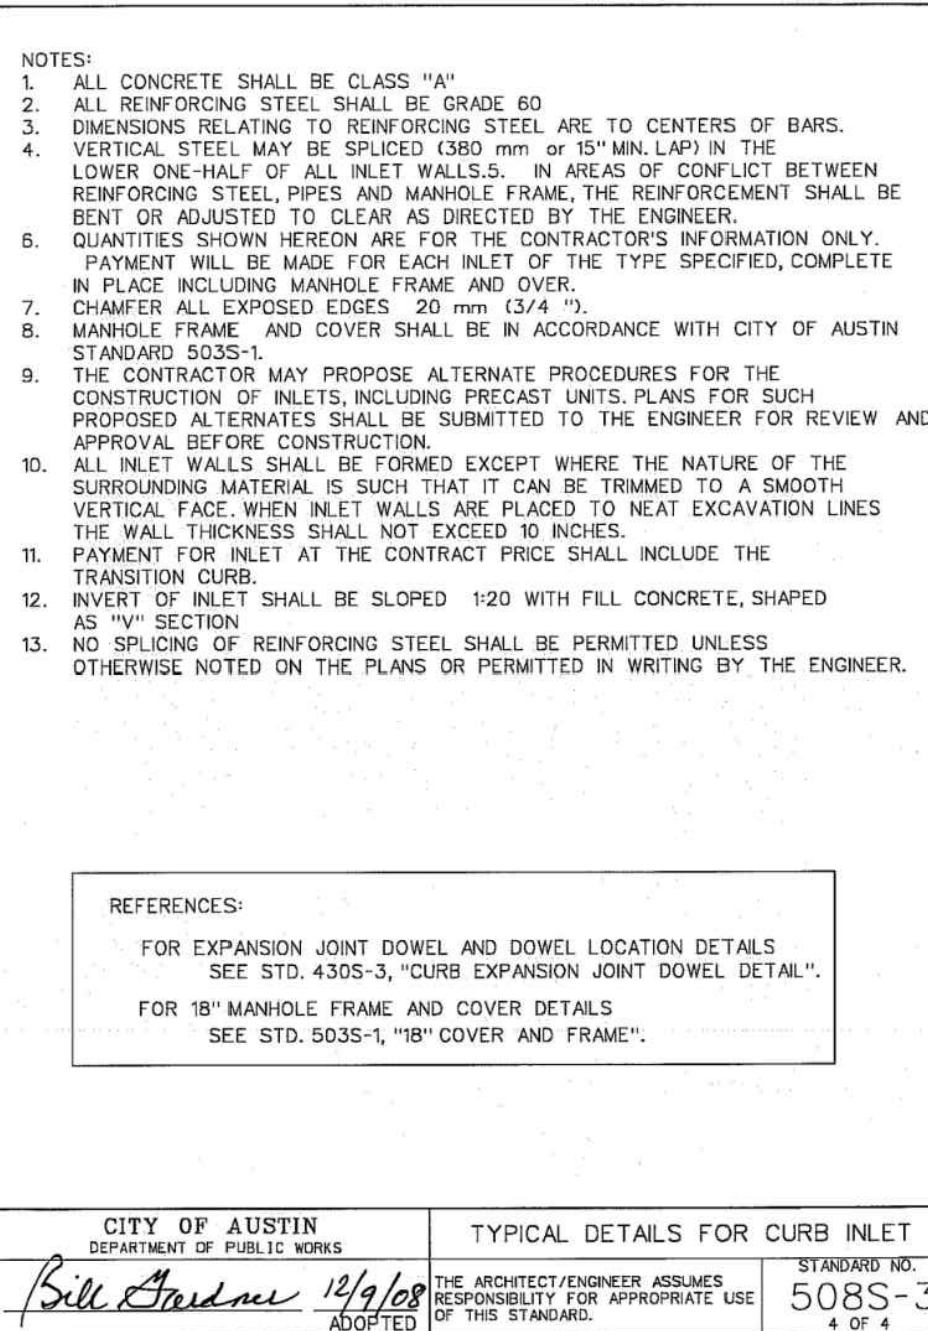 NOTES:
1. ALL CONCRETE SHALL BE CLASS "A"
2. ALL REINFORCING STEEL SHALL BE GRADE 60
3. DIMENSIONS RELATING TO REINFORCING STEEL ARE TO CENTERS OF BARS.
4. VERTICAL STEEL MAY BE SPLICED (380 mm or 15" MIN. LAP) IN THE
LOWER ONE-HALF OF ALL INLET WALLS.5. IN AREAS OF CONFLICT BETWEEN
REINFORCING STEEL, PIPES AND MANHOLE FRAME, THE REINFORCEMENT SHALL BE
BENT OR ADJUSTED TO CLEAR AS DIRECTED BY THE ENGINEER.
6. QUANTITIES SHOWN HEREON ARE FOR THE CONTRACTOR'S INFORMATION ONLY.
PAYMENT WILL BE MADE FOR EACH INLET OF THE TYPE SPECIFIED, COMPLETE
IN PLACE INCLUDING MANHOLE FRAME AND OVER.
7. CHAMFER ALL EXPOSED EDGES 20 mm (3/4 ").
8. MANHOLE FRAME AND COVER SHALL BE IN ACCORDANCE WITH CITY OF AUSTIN
STANDARD 503S-1.
9. THE CONTRACTOR MAY PROPOSE ALTERNATE PROCEDURES FOR THE
CONSTRUCTION OF INLETS, INCLUDING PRECAST UNITS. PLANS FOR SUCH
PROPOSED ALTERNATES SHALL BE SUBMITTED TO THE ENGINEER FOR REVIEW AND
APPROVAL BEFORE CONSTRUCTION.
10. ALL INLET WALLS SHALL BE FORMED EXCEPT WHERE THE NATURE OF THE
SURROUNDING MATERIAL IS SUCH THAT IT CAN BE TRIMMED TO A SMOOTH
VERTICAL FACE. WHEN INLET WALLS ARE PLACED TO NEAT EXCAVATION LINES
THE WALL THICKNESS SHALL NOT EXCEED 10 INCHES.
11. PAYMENT FOR INLET AT THE CONTRACT PRICE SHALL INCLUDE THE
TRANSITION CURB.
12. INVERT OF INLET SHALL BE SLOPED 1:20 WITH FILL CONCRETE, SHAPED
AS "V" SECTION
13. NO SPLICING OF REINFORCING STEEL SHALL BE PERMITTED UNLESS
OTHERWISE NOTED ON THE PLANS OR PERMITTED IN WRITING BY THE ENGINEER.
REFERENCES:
FOR EXPANSION JOINT DOWEL AND DOWEL LOCATION DETAILS
SEE STD. 430S-3, "CURB EXPANSION JOINT DOWEL DETAIL".
FOR 18" MANHOLE FRAME AND COVER DETAILS
SEE STD. 503S-1, "18" COVER AND FRAME".
CITY OF AUSTIN
DEPARTMENT OF PUBLIC WORKS
Bill Gardner 12/9/08
ADOPTED
TYPICAL DETAILS FOR CURB INLET
THE ARCHITECT/ENGINEER ASSUMES
RESPONSIBILITY FOR APPROPRIATE USE
OF THIS STANDARD.
STANDARD NO.
508S-3
4 OF 4